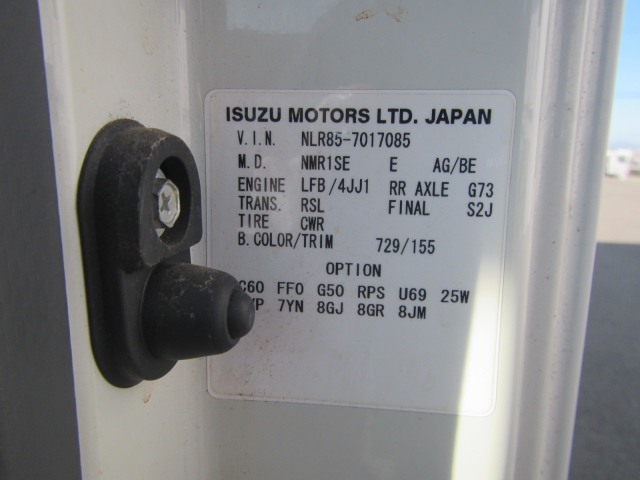 ISUZU MOTORS LTD. JAPAN
V.I.N. NLR85-7017085
M.D. NMR1SE E AG/BE
ENGINE LFB/4JJ1 RR AXLE G73
TRANS. RSL FINAL S2J
TIRE CWR
B.COLOR/TRIM 729/155
OPTION
FF0 G50 RPS U69 25W
7YN 8GJ 8GR 8JM